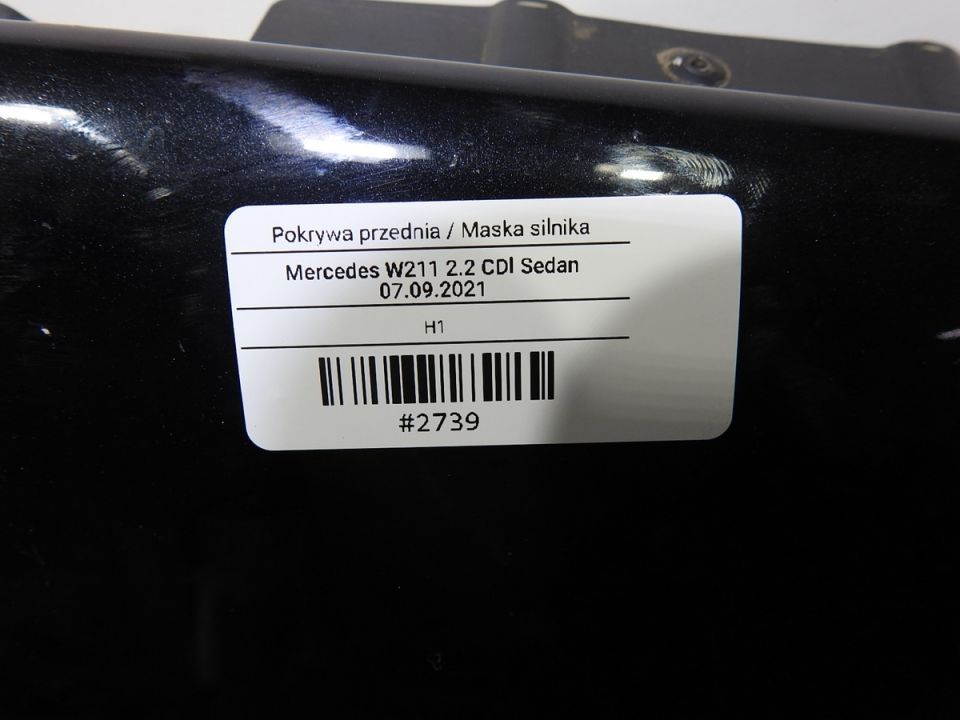 Pokrywa przednia / Maska silnika
Mercedes W211 2.2 CDI Sedan
07.09.2021
H1
#2739